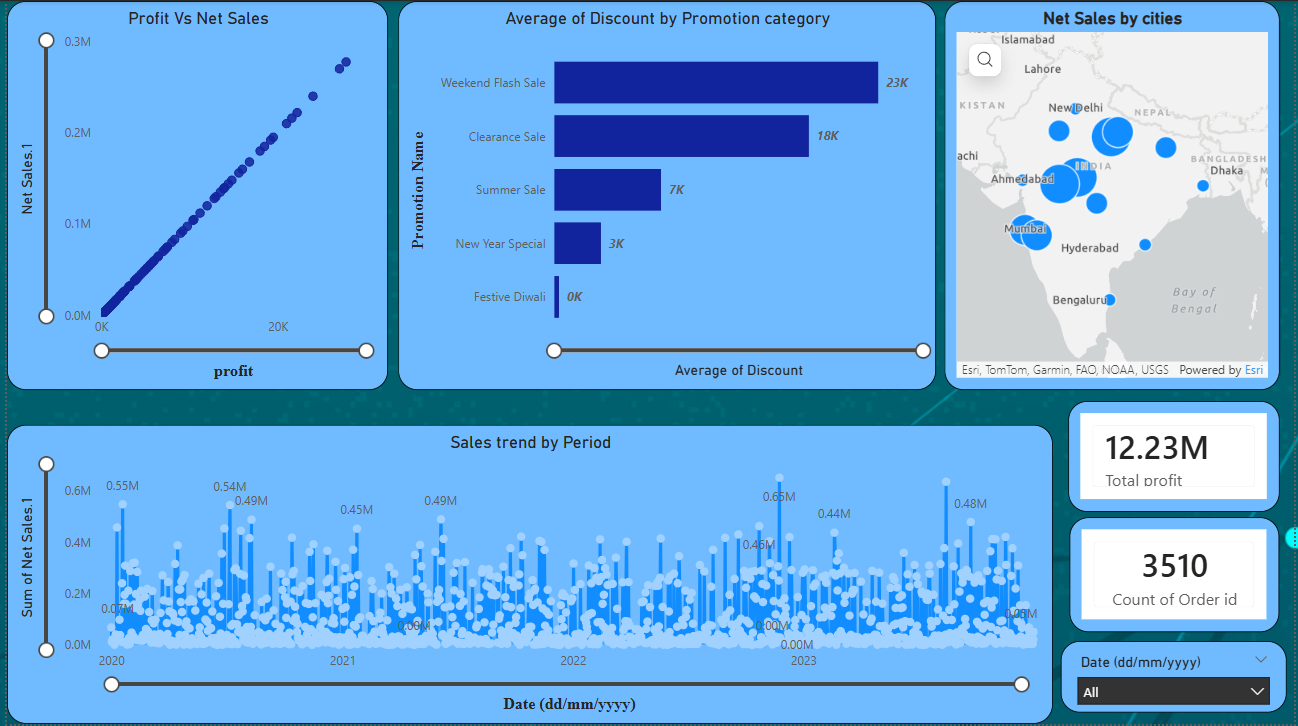 Profit Vs Net Sales
Net Sales.1
0.3M
0.2M
0.1M
0.0M
0K
20K
profit
Average of Discount by Promotion category
Promotion Name
Weekend Flash Sale
23K
Clearance Sale
18K
Summer Sale
7K
New Year Special
3K
Festive Diwali
0K
Average of Discount
Net Sales by cities
Islamabad
Lahore
KISTAN
New Delhi
NEPAL
achi
INDIA
BANGLADESH
Ahmedabad
Dhaka
Mumbai
Hyderabad
Bengaluru
Bay of
Bengal
Esri, TomTom, Garmin, FAO, NOAA, USGS
Powered by Esri
Sales trend by Period
Sum of Net Sales.1
0.6M
0.4M
0.2M
0.0M
0.55M
0.54M
0.49M
0.45M
0.49M
0.65M
0.44M
0.48M
0.46M
0.07M
0.00M
0.00M
0.00M
0.05M
2020
2021
2022
2023
Date (dd/mm/yyyy)
12.23M
Total profit
3510
Count of Order id
Date (dd/mm/yyyy)
All